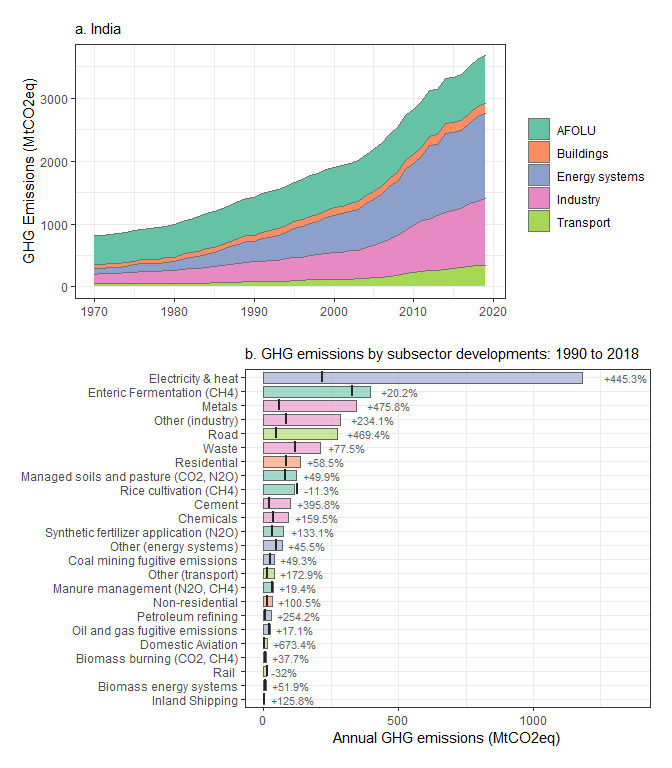 a. India
GHG Emissions (MtCO2eq)
3000
2000
1000
0
1970
1980
1990
2000
2010
2020
AFOLU
Buildings
Energy systems
Industry
Transport
b. GHG emissions by subsector developments: 1990 to 2018
Electricity & heat +445.3%
Enteric Fermentation (CH4) +20.2%
Metals +475.8%
Other (industry) +234.1%
Road +469.4%
Waste +77.5%
Residential +58.5%
Managed soils and pasture (CO2, N2O) +49.9%
Rice cultivation (CH4) -11.3%
Cement +395.8%
Chemicals +159.5%
Synthetic fertilizer application (N2O) +133.1%
Other (energy systems) +45.5%
Coal mining fugitive emissions +49.3%
Other (transport) +172.9%
Manure management (N2O, CH4) +19.4%
Non-residential +100.5%
Petroleum refining +254.2%
Oil and gas fugitive emissions +17.1%
Domestic Aviation +673.4%
Biomass burning (CO2, CH4) +37.7%
Rail -32%
Biomass energy systems +51.9%
Inland Shipping +125.8%
0
500
1000
Annual GHG emissions (MtCO2eq)